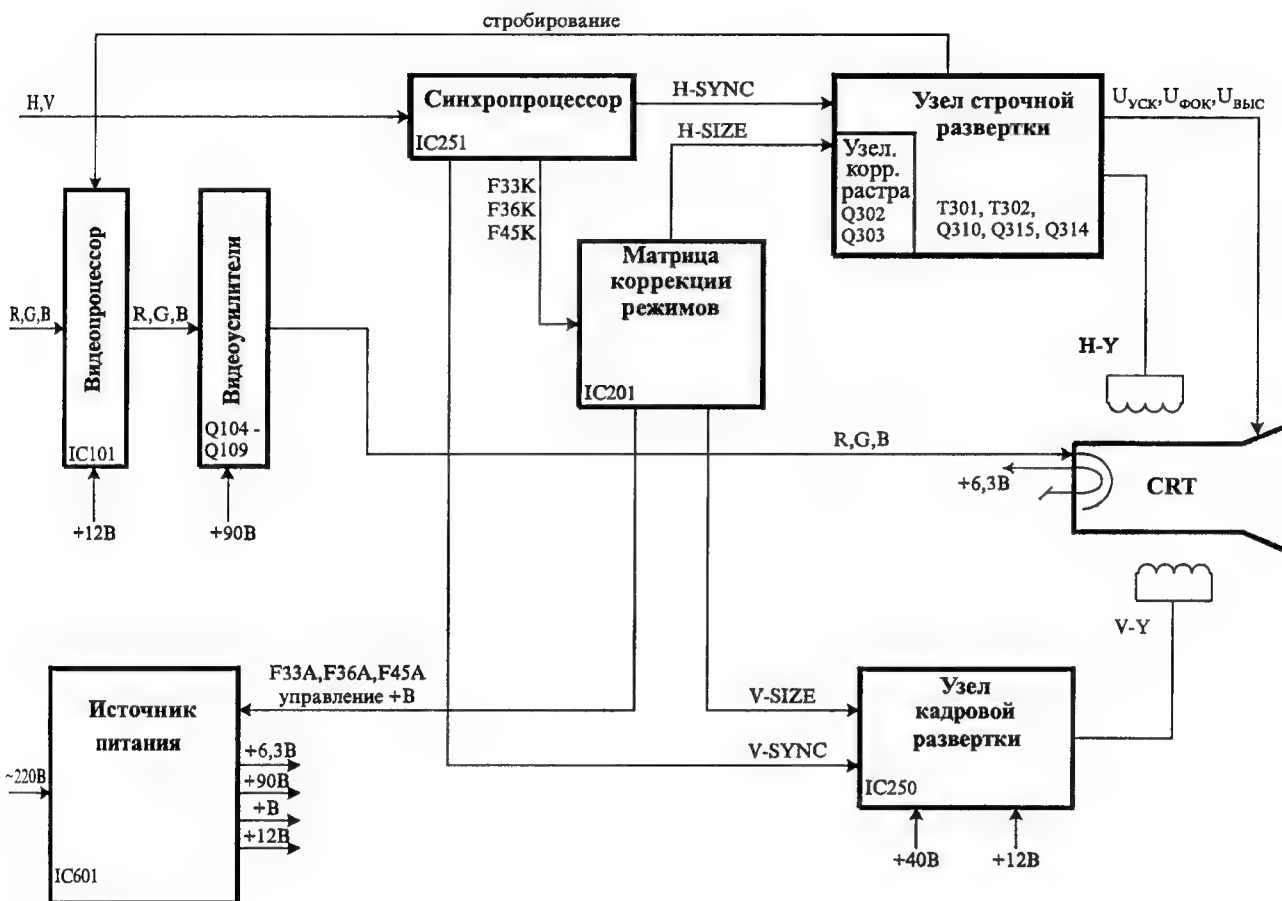 стробирование
H,V
Синхропроцессор
IC251
H-SYNC
H-SIZE
Узел строчной
развертки
Узел.
корр.
растра
Q302
Q303
T301, T302,
Q310, Q315, Q314
UУСК,UФОК,UВЫС
F33K
F36K
F45K
Матрица
коррекции
режимов
IC201
R,G,B
Видеопроцессор
IC101
R,G,B
Видеоусилители
Q104 -
Q109
+12В
+90В
H-Y
R,G,B
+6,3В
CRT
V-Y
F33A,F36A,F45A
управление +В
Источник
питания
~220В
+6,3В
+90В
+В
+12В
IC601
V-SIZE
V-SYNC
Узел
кадровой
развертки
IC250
+40В
+12В